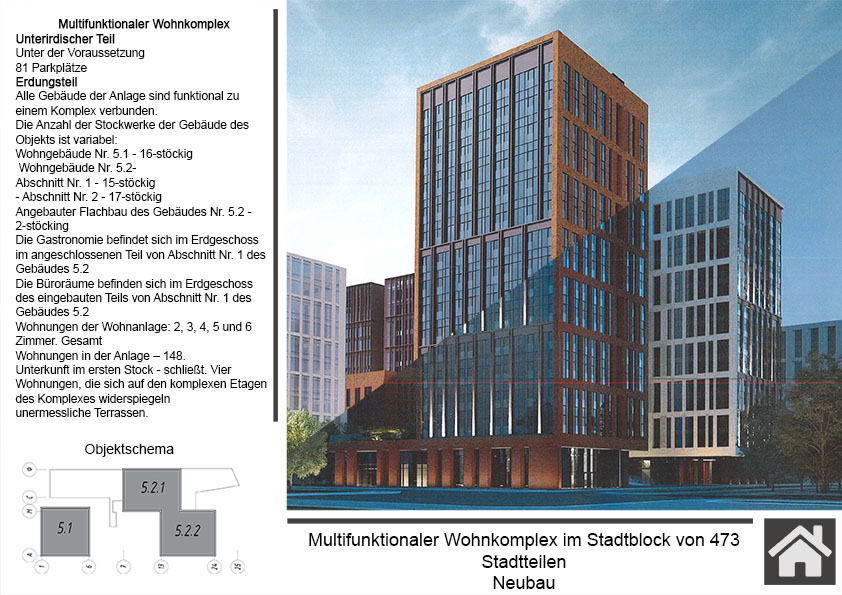 Multifunktionaler Wohnkomplex
Unterirdischer Teil
Unter der Voraussetzung
81 Parkplätze
Erdungsteil
Alle Gebäude der Anlage sind funktional zu
einem Komplex verbunden.
Die Anzahl der Stockwerke der Gebäude des
Objekts ist variabel:
Wohngebäude Nr. 5.1 - 16-stöckig
Wohngebäude Nr. 5.2-
Abschnitt Nr. 1 - 15-stöckig
- Abschnitt Nr. 2 - 17-stöckig
Angebauter Flachbau des Gebäudes Nr. 5.2 -
2-stöcking
Die Gastronomie befindet sich im Erdgeschoss
im angeschlossenen Teil von Abschnitt Nr. 1 des
Gebäudes 5.2
Die Büroräume befinden sich im Erdgeschoss
des eingebauten Teils von Abschnitt Nr. 1 des
Gebäudes 5.2
Wohnungen der Wohnanlage: 2, 3, 4, 5 und 6
Zimmer. Gesamt
Wohnungen in der Anlage – 148.
Unterkunft im ersten Stock - schließt. Vier
Wohnungen, die sich auf den komplexen Etagen
des Komplexes widerspiegeln
unermessliche Terrassen.
Objektschema
5.2.1
5.1
5.2.2
А
1
6
7
13
24
25
Multifunktionaler Wohnkomplex im Stadtblock von 473
Stadtteilen
Neubau